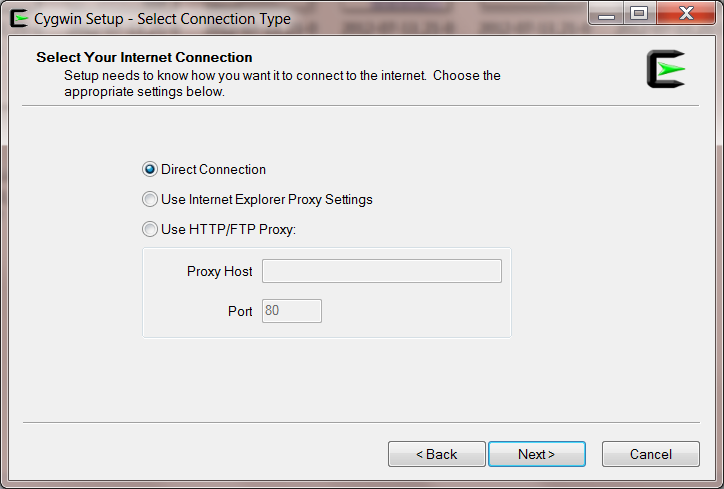 Cygwin Setup - Select Connection Type
Select Your Internet Connection
Setup needs to know how you want it to connect to the internet. Choose the
appropriate settings below.
Direct Connection
Use Internet Explorer Proxy Settings
Use HTTP/FTP Proxy:
Proxy Host
Port 80
< Back Next > Cancel